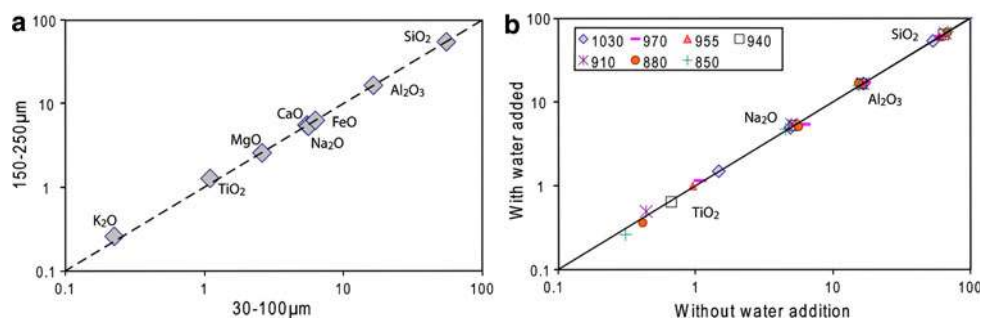 a
100
10
1
0.1
150-250µm
SiO₂
Al₂O₃
CaO
FeO
Na₂O
MgO
TiO₂
K₂O
0.1 1 10 100
30-100µm
b
100
10
1
0.1
With water added
1030 970 955 940
910 880 850
SiO₂
Al₂O₃
Na₂O
TiO₂
0.1 1 10 100
Without water addition